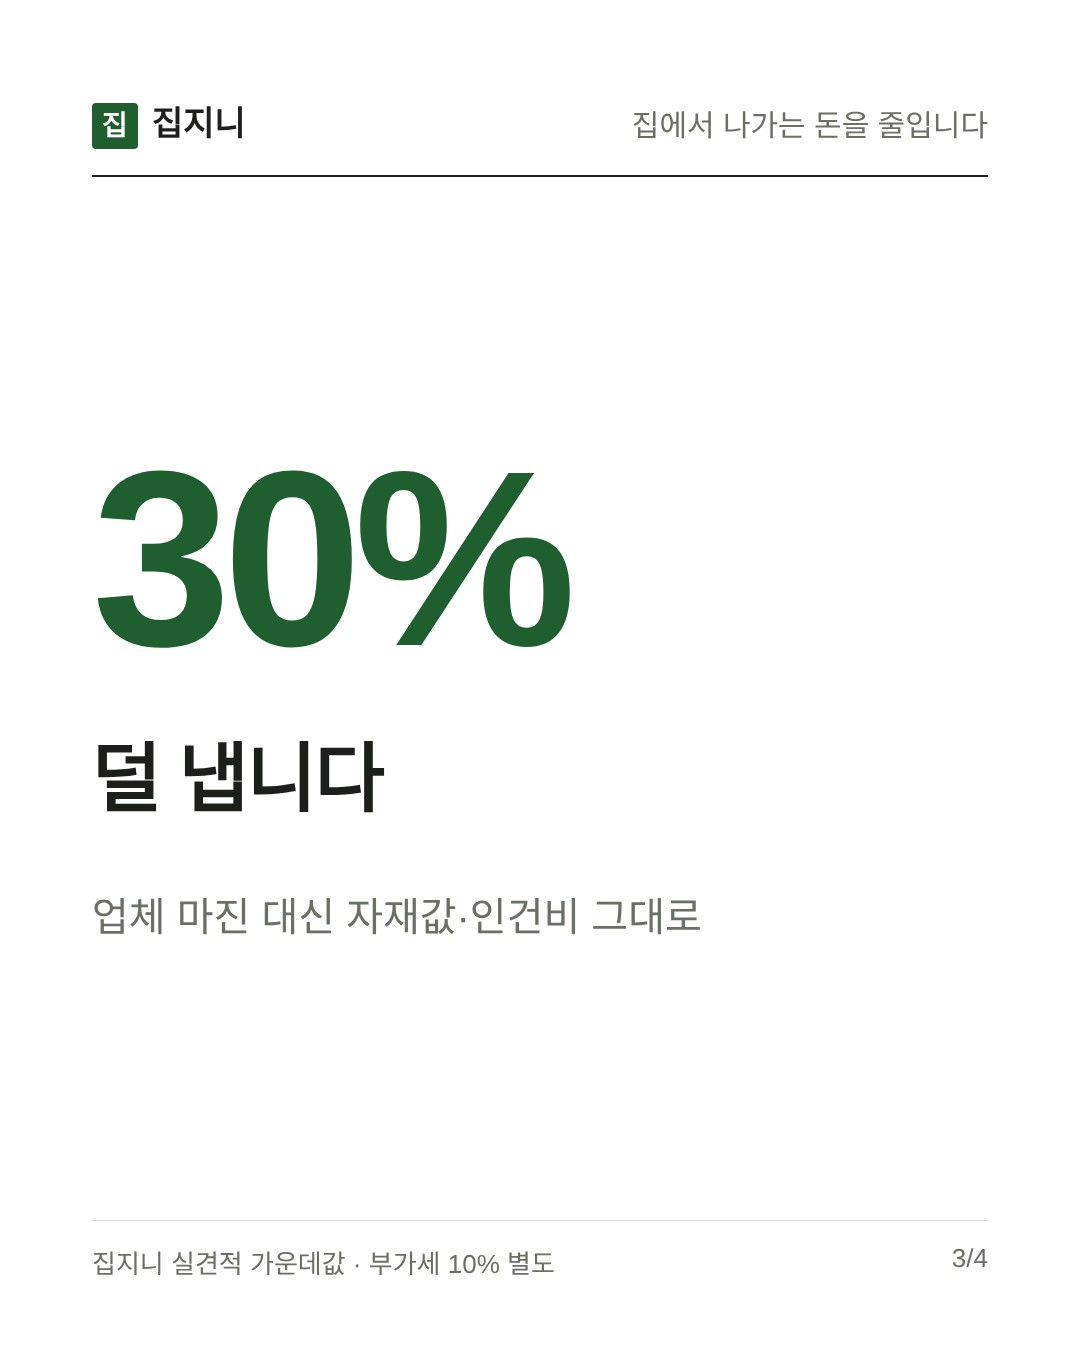 집 집지니
집에서 나가는 돈을 줄입니다
30%
덜 냅니다
업체 마진 대신 자재값·인건비 그대로
집지니 실견적 가운데값 · 부가세 10% 별도
3/4